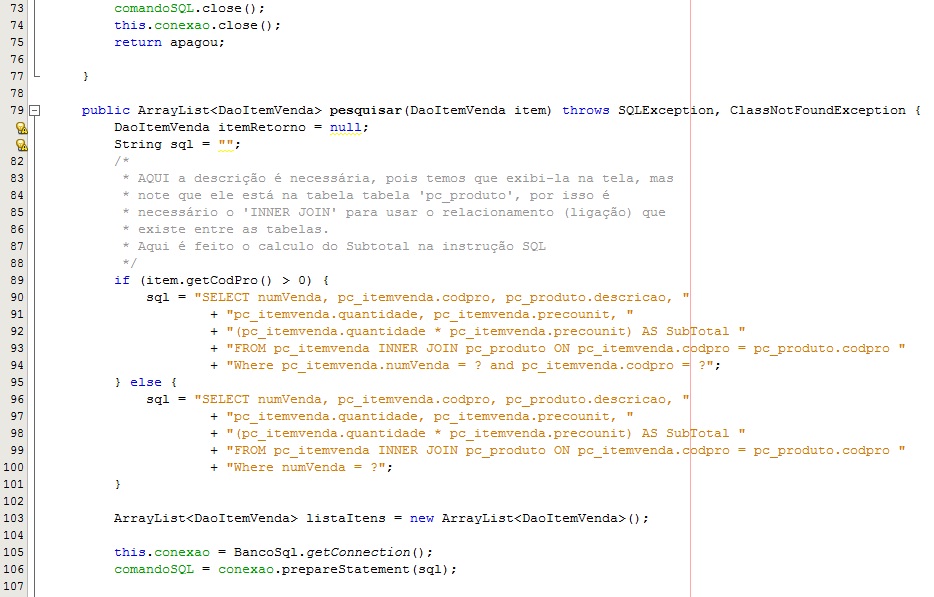 73 comandoSQL.close();
74 this.conexao.close();
75 return apagou;
76
77 }
78
79 public ArrayList<DaoItemVenda> pesquisar(DaoItemVenda item) throws SQLException, ClassNotFoundException {
DaoItemVenda itemRetorno = null;
String sql = "";
82 /*
83 * AQUI a descrição é necessária, pois temos que exibi-la na tela, mas
84 * note que ele está na tabela tabela 'pc_produto', por isso é
85 * necessário o 'INNER JOIN' para usar o relacionamento (ligação) que
86 * existe entre as tabelas.
87 * Aqui é feito o calculo do Subtotal na instrução SQL
88 */
89 if (item.getCodPro() > 0) {
90 sql = "SELECT numVenda, pc_itemvenda.codpro, pc_produto.descricao, "
91 + "pc_itemvenda.quantidade, pc_itemvenda.precounit, "
92 + "(pc_itemvenda.quantidade * pc_itemvenda.precounit) AS SubTotal "
93 + "FROM pc_itemvenda INNER JOIN pc_produto ON pc_itemvenda.codpro = pc_produto.codpro "
94 + "Where pc_itemvenda.numVenda = ? and pc_itemvenda.codpro = ?";
95 } else {
96 sql = "SELECT numVenda, pc_itemvenda.codpro, pc_produto.descricao, "
97 + "pc_itemvenda.quantidade, pc_itemvenda.precounit, "
98 + "(pc_itemvenda.quantidade * pc_itemvenda.precounit) AS SubTotal "
99 + "FROM pc_itemvenda INNER JOIN pc_produto ON pc_itemvenda.codpro = pc_produto.codpro "
100 + "Where numVenda = ?";
101 }
102
103 ArrayList<DaoItemVenda> listaItens = new ArrayList<DaoItemVenda>();
104
105 this.conexao = BancoSql.getConnection();
106 comandoSQL = conexao.prepareStatement(sql);
107